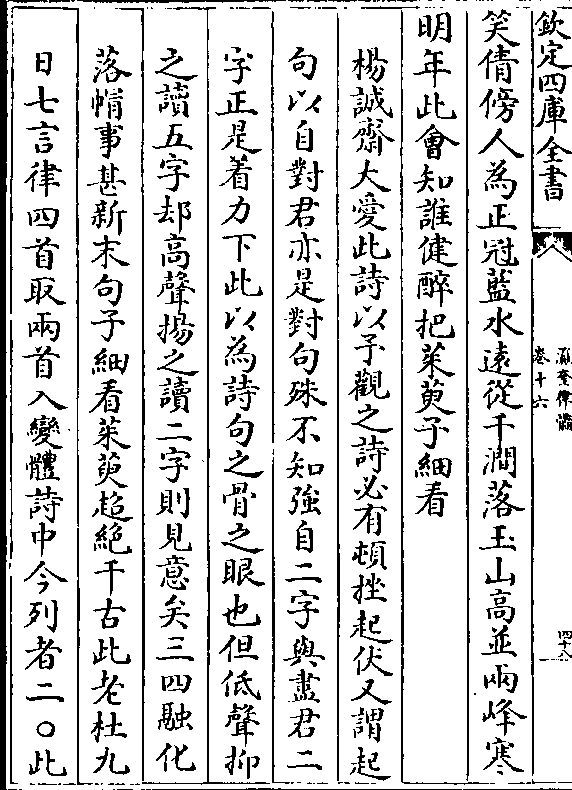 欽定四庫全書
瀛奎律髓
卷十六
四十八
笑倩傍人為正冠藍水遠從千澗落玉山高並兩峰寒
明年此會知誰健醉把茱萸子細看
楊誠齋大愛此詩以予觀之詩必有頓挫起伏又謂起
句以自對君亦是對句殊不知強自二字與盡君二
字正是着力下此以為詩句之骨之眼也但低聲抑
之讀五字却高聲揚之讀二字則見意矣三四融化
落㡌事甚新末句子細看茱萸超絶千古此老杜九
日七言律四首取兩首入變體詩中今列者二○此